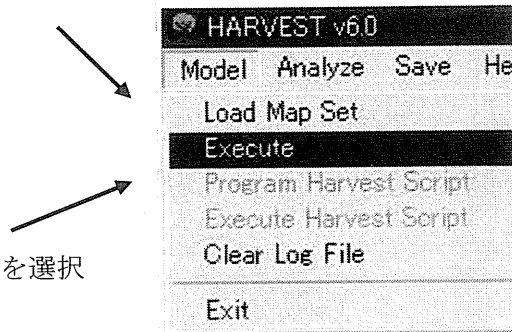 HARVEST v6.0
Model Analyze Save He
Load Map Set
Execute
Program Harvest Script
Execute Harvest Script
Clear Log File
Exit
を選択